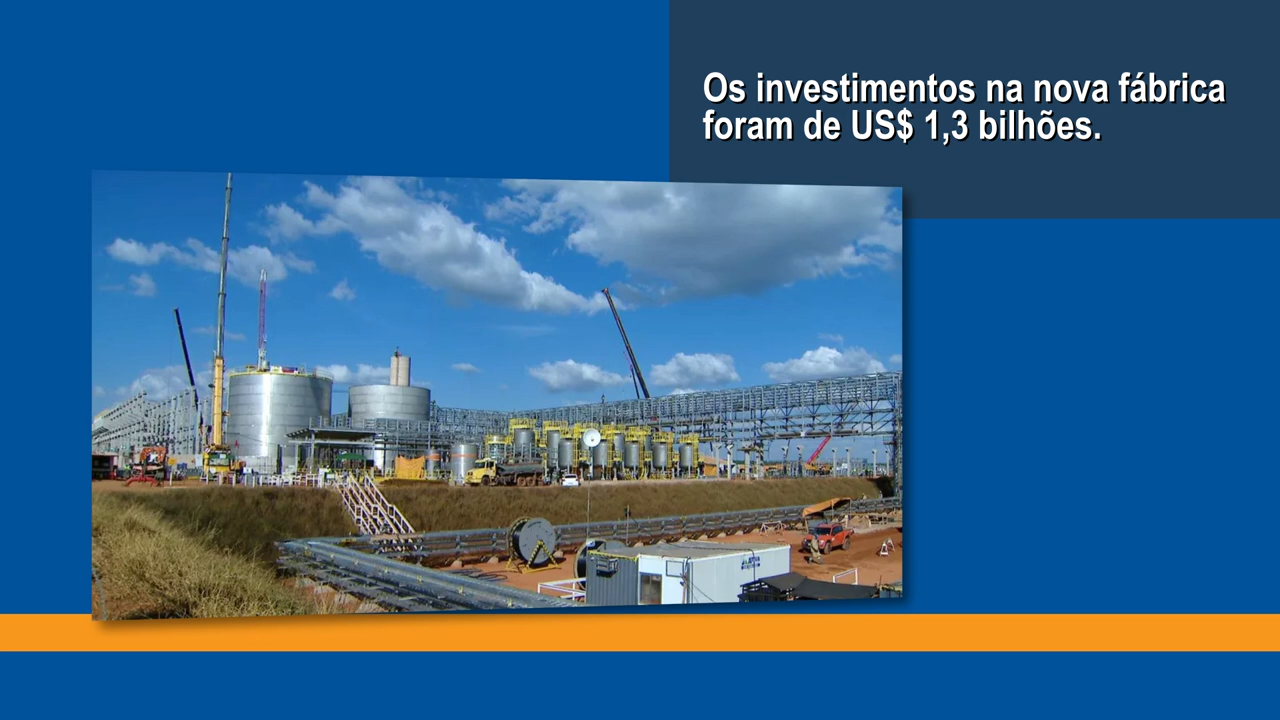 Os investimentos na nova fábrica
foram de US$ 1,3 bilhões.